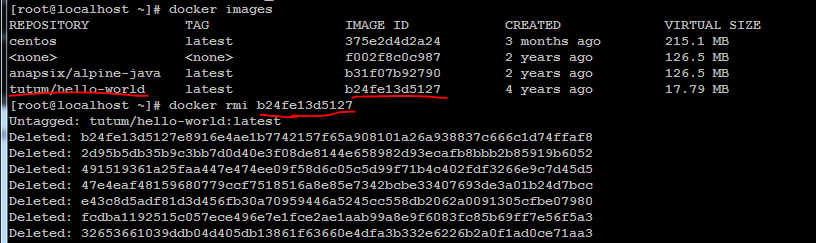 [root@localhost ~]# docker images
REPOSITORY TAG IMAGE ID CREATED VIRTUAL SIZE
centos latest 375e2d4d2a24 3 months ago 215.1 MB
<none> <none> f002f8c0c987 2 years ago 126.5 MB
anapsix/alpine-java latest b31f07b92790 2 years ago 126.5 MB
tutum/hello-world latest b24fe13d5127 4 years ago 17.79 MB
[root@localhost ~]# docker rmi b24fe13d5127
Untagged: tutum/hello-world:latest
Deleted: b24fe13d5127e8916e4ae1b7742157f65a908101a26a938837c666c1d74ffaf8
Deleted: 2d95b5db35b9c3bb7d0d40e3f08de8144e658982d93ecafb8bbb2b85919b6052
Deleted: 491519361a25faa447e474ee09f58d6c05c5d99f71b4c402fdf3266e9c7d45d5
Deleted: 47e4eaf48159680779ccf7518516a8e85e7342bcbe33407693de3a01b24d7bcc
Deleted: e43c8d5adf81d3d456fb30a70959446a5245cc558db2062a0091305cfbe07980
Deleted: fcdba1192515c057ece496e7e1fce2ae1aab99a8e9f6083fc85b69ff7e56f5a3
Deleted: 32653661039ddb04d405db13861f63660e4dfa3b332e6226b2a0f1ad0ce71aa3